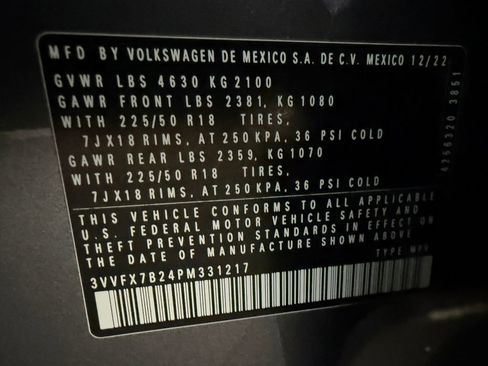 MFD BY VOLKSWAGEN DE MEXICO S.A. DE C.V. MEXICO 12/22
GVWR LBS 4630 KG 2100
GAWR FRONT LBS 2381, KG 1080
WITH 225/50 R18 TIRES,
7JX18 RIMS, AT 250 KPA, 36 PSI COLD
GAWR REAR LBS 2359, KG 1070
WITH 225/50 R18 TIRES,
7JX18 RIMS, AT 250 KPA, 36 PSI COLD
THIS VEHICLE CONFORMS TO ALL APPLICABLE
U.S. FEDERAL MOTOR VEHICLE SAFETY AND
THEFT PREVENTION STANDARDS IN EFFECT ON
THE DATE OF MANUFACTURE SHOWN ABOVE.
3VVFX7B24PM331217
TYPE: MPV
4256320 3851